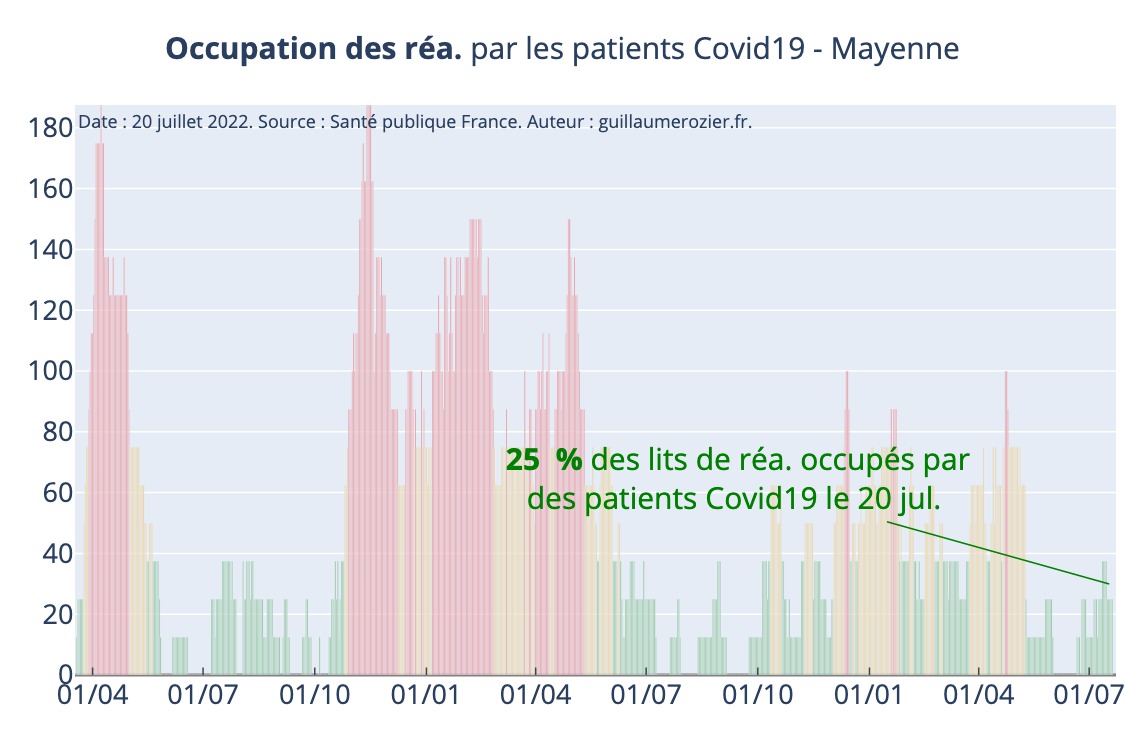 Occupation des réa. par les patients Covid19 - Mayenne
Date : 20 juillet 2022. Source : Santé publique France. Auteur : guillaumerozier.fr.
180
160
140
120
100
80
60
40
20
0
25 % des lits de réa. occupés par
des patients Covid19 le 20 jul.
01/04 01/07 01/10 01/01 01/04 01/07 01/10 01/01 01/04 01/07